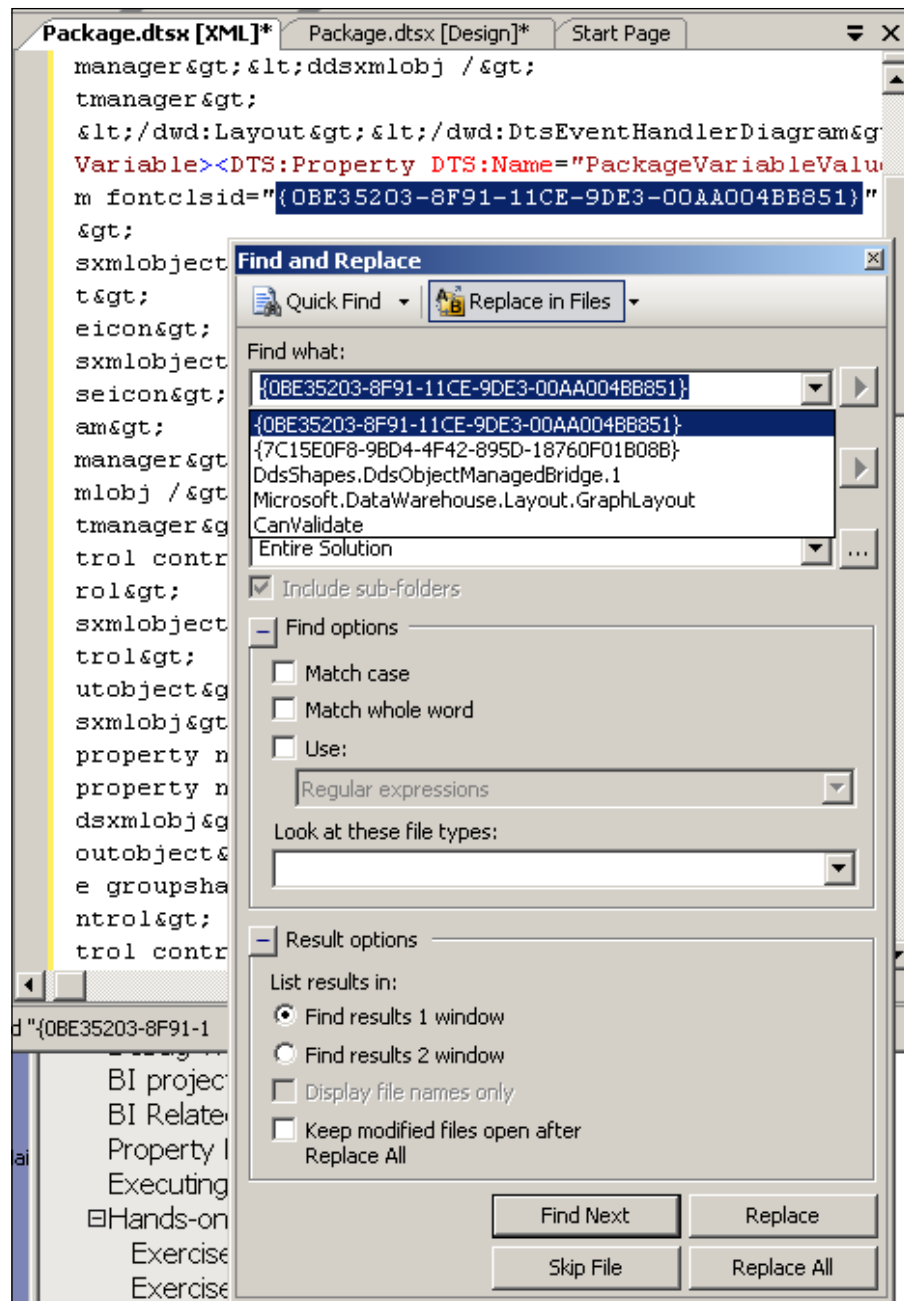 Package.dtsx [XML]* Package.dtsx [Design]* Start Page
manager&gt;&lt;ddsxmlobj /&gt;
tmanager&gt;
&lt;/dwd:Layout&gt;&lt;/dwd:DtsEventHandlerDiagram&g
Variable><DTS:Property DTS:Name="PackageVariableValu
m fontclsid="{0BE35203-8F91-11CE-9DE3-00AA004BB851}"
&gt;
sxmlobject
t&gt;
eicon&gt;
sxmlobject
seicon&gt;
am&gt;
manager&gt
mlobj /&gt
tmanager&g
trol contr
rol&gt;
sxmlobject
trol&gt;
utobject&g
sxmlobj&gt
property n
property n
dsxmlobj&g
outobject&
e groupsha
ntrol&gt;
trol contr
Find and Replace
Quick Find Replace in Files
Find what:
{0BE35203-8F91-11CE-9DE3-00AA004BB851}
{0BE35203-8F91-11CE-9DE3-00AA004BB851}
{7C15E0F8-9BD4-4F42-895D-18760F01B08B}
DdsShapes.DdsObjectManagedBridge.1
Microsoft.DataWarehouse.Layout.GraphLayout
CanValidate
Entire Solution ...
Include sub-folders
Find options
Match case
Match whole word
Use:
Regular expressions
Look at these file types:
Result options
List results in:
Find results 1 window
Find results 2 window
Display file names only
Keep modified files open after
Replace All
Find Next Replace
Skip File Replace All
d "{0BE35203-8F91-1
BI projec
BI Relate
Property
Executing
Hands-on
Exercise
Exercise